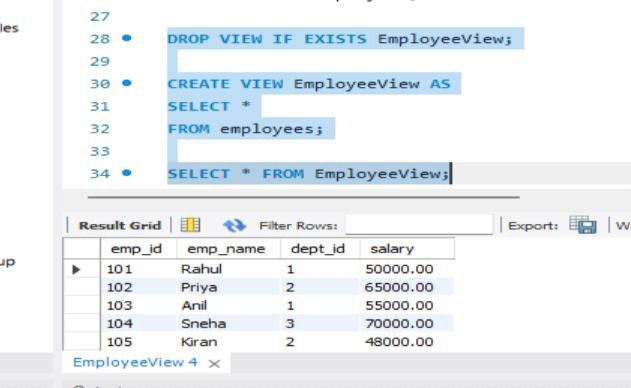 les
27
28 DROP VIEW IF EXISTS EmployeeView;
29
30 CREATE VIEW EmployeeView AS
31 SELECT *
32 FROM employees;
33
34 SELECT * FROM EmployeeView;
Result Grid Filter Rows: Export: W
up
emp_id emp_name dept_id salary
101 Rahul 1 50000.00
102 Priya 2 65000.00
103 Anil 1 55000.00
104 Sneha 3 70000.00
105 Kiran 2 48000.00
EmployeeView 4